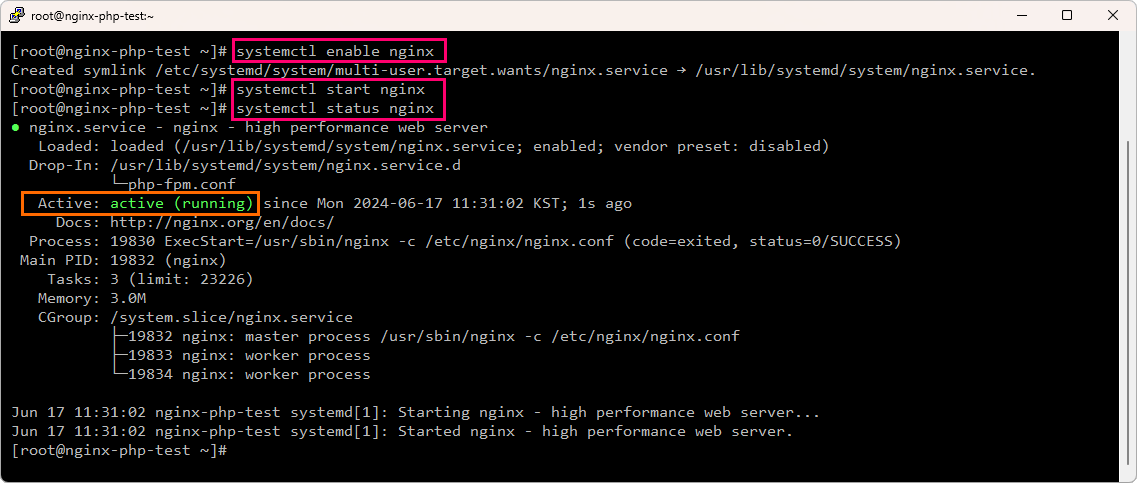 root@nginx-php-test:~
[root@nginx-php-test ~]# systemctl enable nginx
Created symlink /etc/systemd/system/multi-user.target.wants/nginx.service → /usr/lib/systemd/system/nginx.service.
[root@nginx-php-test ~]# systemctl start nginx
[root@nginx-php-test ~]# systemctl status nginx
● nginx.service - nginx - high performance web server
   Loaded: loaded (/usr/lib/systemd/system/nginx.service; enabled; vendor preset: disabled)
  Drop-In: /usr/lib/systemd/system/nginx.service.d
           └─php-fpm.conf
   Active: active (running) since Mon 2024-06-17 11:31:02 KST; 1s ago
     Docs: http://nginx.org/en/docs/
  Process: 19830 ExecStart=/usr/sbin/nginx -c /etc/nginx/nginx.conf (code=exited, status=0/SUCCESS)
 Main PID: 19832 (nginx)
    Tasks: 3 (limit: 23226)
   Memory: 3.0M
   CGroup: /system.slice/nginx.service
           ├─19832 nginx: master process /usr/sbin/nginx -c /etc/nginx/nginx.conf
           ├─19833 nginx: worker process
           └─19834 nginx: worker process
Jun 17 11:31:02 nginx-php-test systemd[1]: Starting nginx - high performance web server...
Jun 17 11:31:02 nginx-php-test systemd[1]: Started nginx - high performance web server.
[root@nginx-php-test ~]#